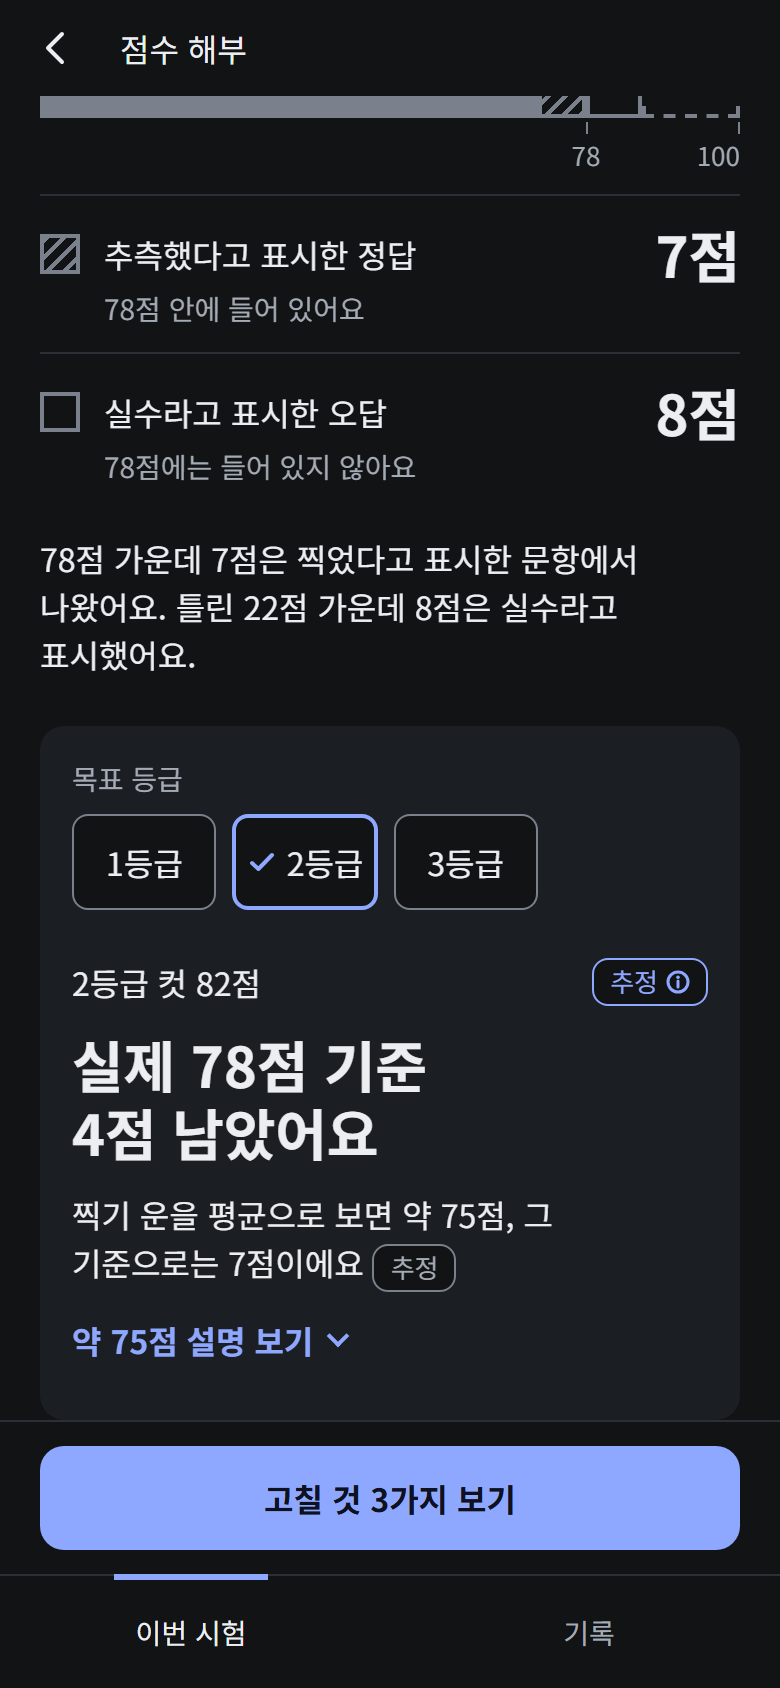 점수 해부
78
100
추측했다고 표시한 정답
7점
78점 안에 들어 있어요
실수라고 표시한 오답
8점
78점에는 들어 있지 않아요
78점 가운데 7점은 찍었다고 표시한 문항에서
나왔어요. 틀린 22점 가운데 8점은 실수라고
표시했어요.
목표 등급
1등급
2등급
3등급
2등급 컷 82점
추정
실제 78점 기준
4점 남았어요
찍기 운을 평균으로 보면 약 75점, 그
기준으로는 7점이에요 추정
약 75점 설명 보기
고칠 것 3가지 보기
이번 시험
기록